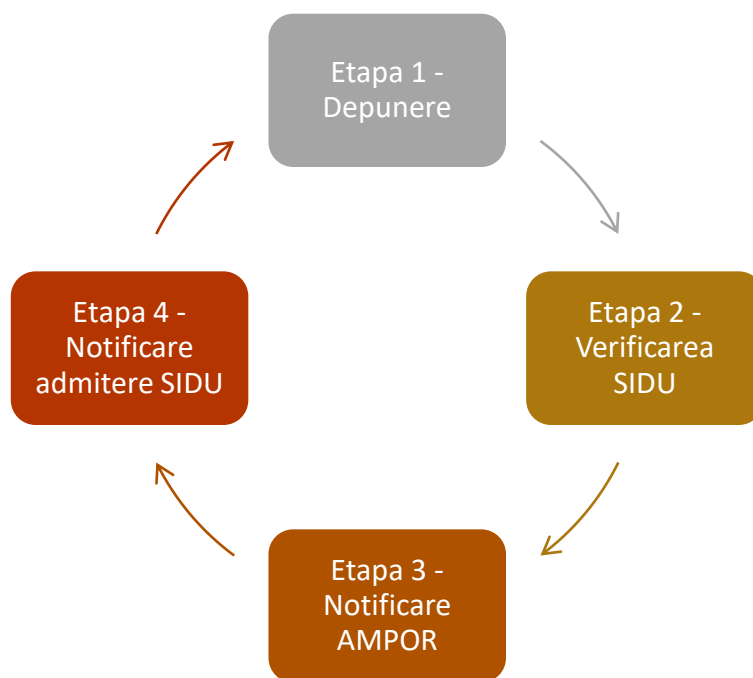 Etapa 1 -
Depunere
Etapa 2 -
Verificarea
SIDU
Etapa 3 -
Notificare
AMPOR
Etapa 4 -
Notificare
admitere SIDU